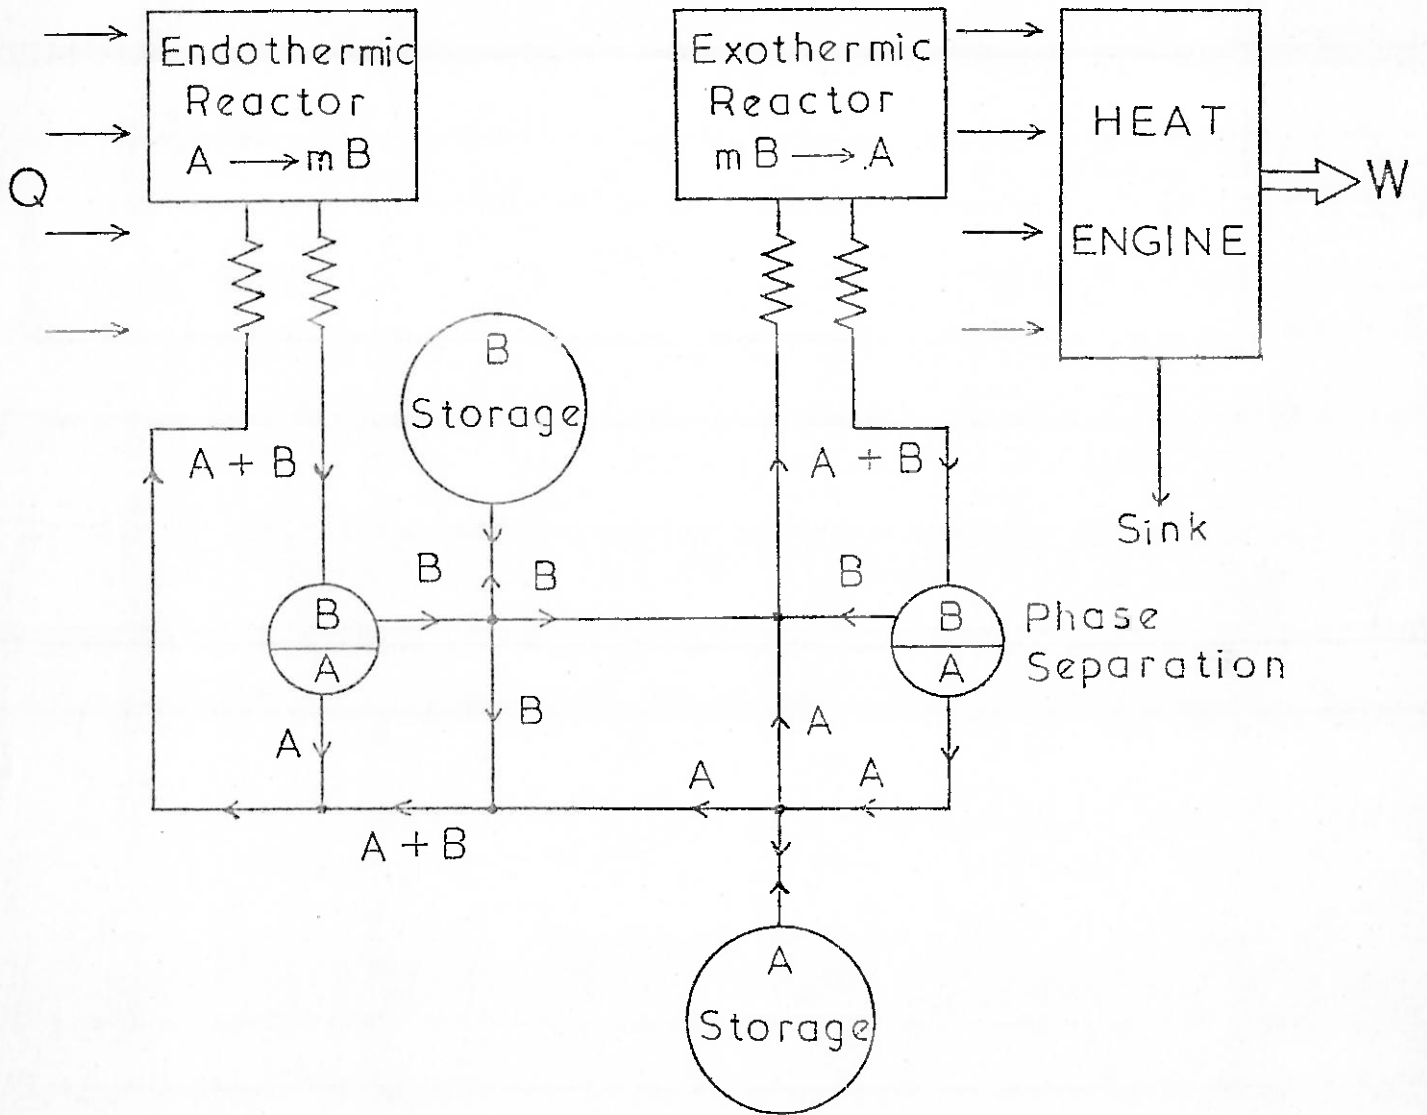 Endothermic
Reactor
A → mB
Exothermic
Reactor
mB → A
HEAT
ENGINE
Q
W
B
Storage
A + B
A + B
Sink
B
B
B
B
A
B
A
Phase
Separation
B
A
A
A
A
A + B
A
Storage